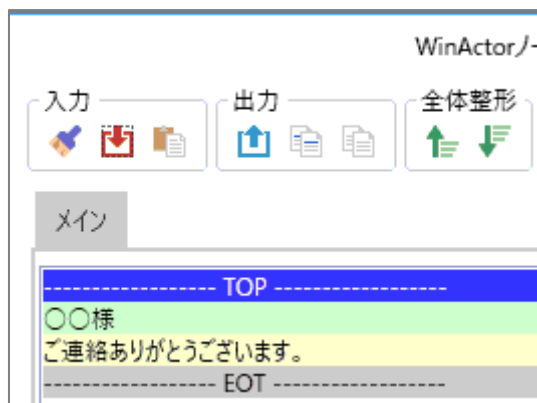 WinActorノー
入力
出力
全体整形
メイン
------------------ TOP ------------------
○○様
ご連絡ありがとうございます。
------------------ EOT ------------------